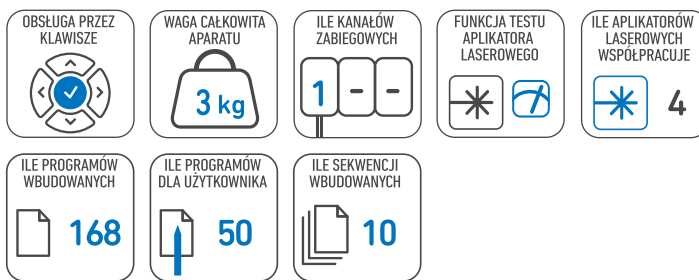 OBSŁUGA PRZEZ
KLAWISZE
WAGA CAŁKOWITA
APARATU
3 kg
ILE KANAŁÓW
ZABIEGOWYCH
1 - -
FUNKCJA TESTU
APLIKATORA
LASEROWEGO
ILE APLIKATORÓW
LASEROWYCH
WSPÓŁPRACUJE
4
ILE PROGRAMÓW
WBUDOWANYCH
168
ILE PROGRAMÓW
DLA UŻYTKOWNIKA
50
ILE SEKWENCJI
WBUDOWANYCH
10